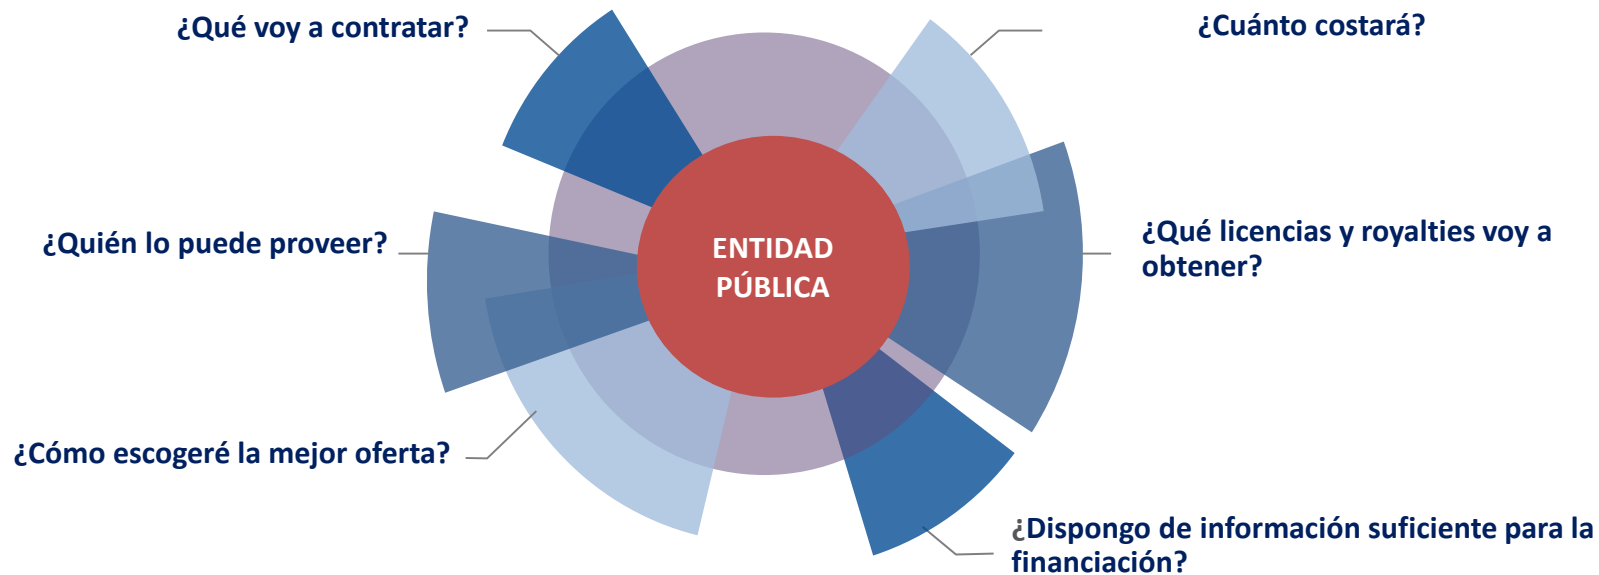 ¿Qué voy a contratar?
¿Cuánto costará?
¿Quién lo puede proveer?
ENTIDAD
PÚBLICA
¿Qué licencias y royalties voy a
obtener?
¿Cómo escogeré la mejor oferta?
¿Dispongo de información suficiente para la
financiación?